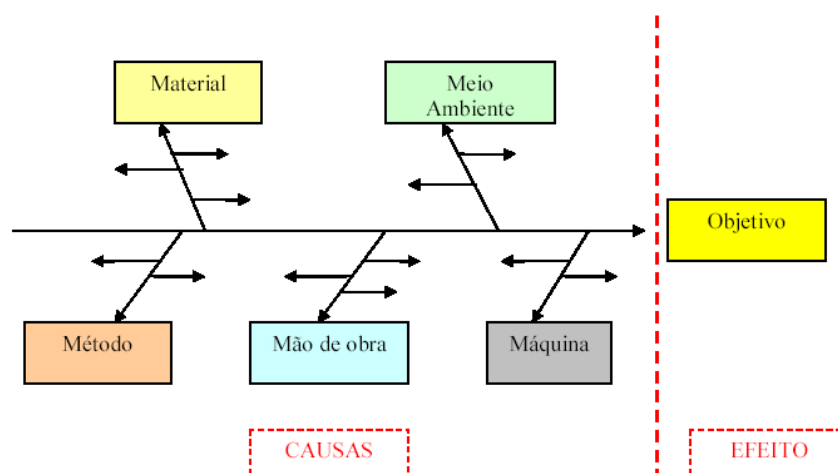 Material
Meio
Ambiente
Objetivo
Método
Mão de obra
Máquina
CAUSAS
EFEITO